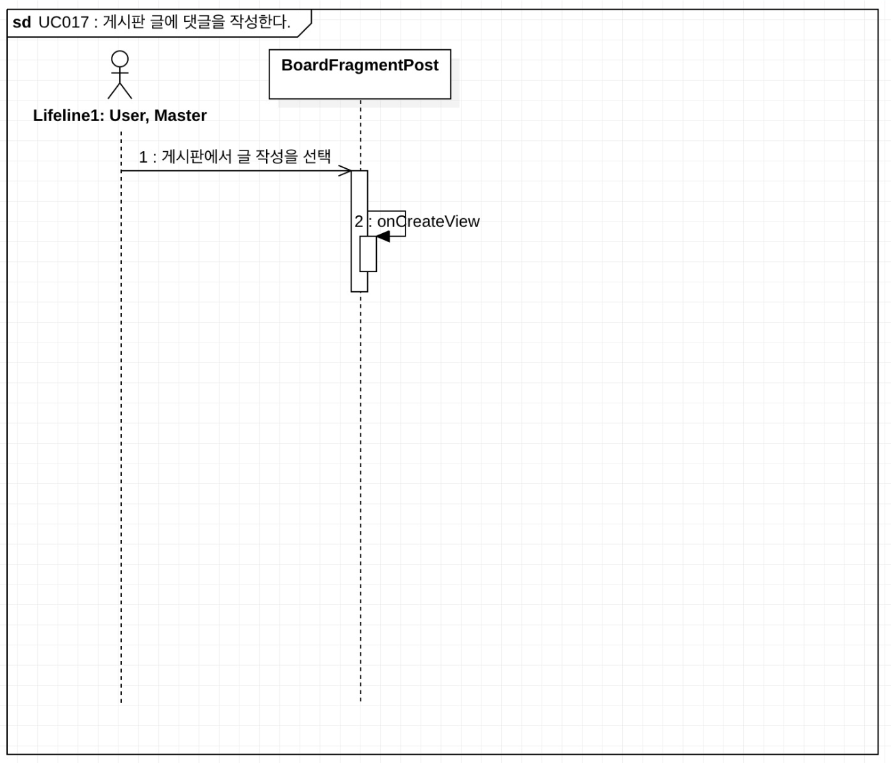 sd UC017 : 게시판 글에 댓글을 작성한다.
BoardFragmentPost
Lifeline1: User, Master
1 : 게시판에서 글 작성을 선택
2 : onCreateView